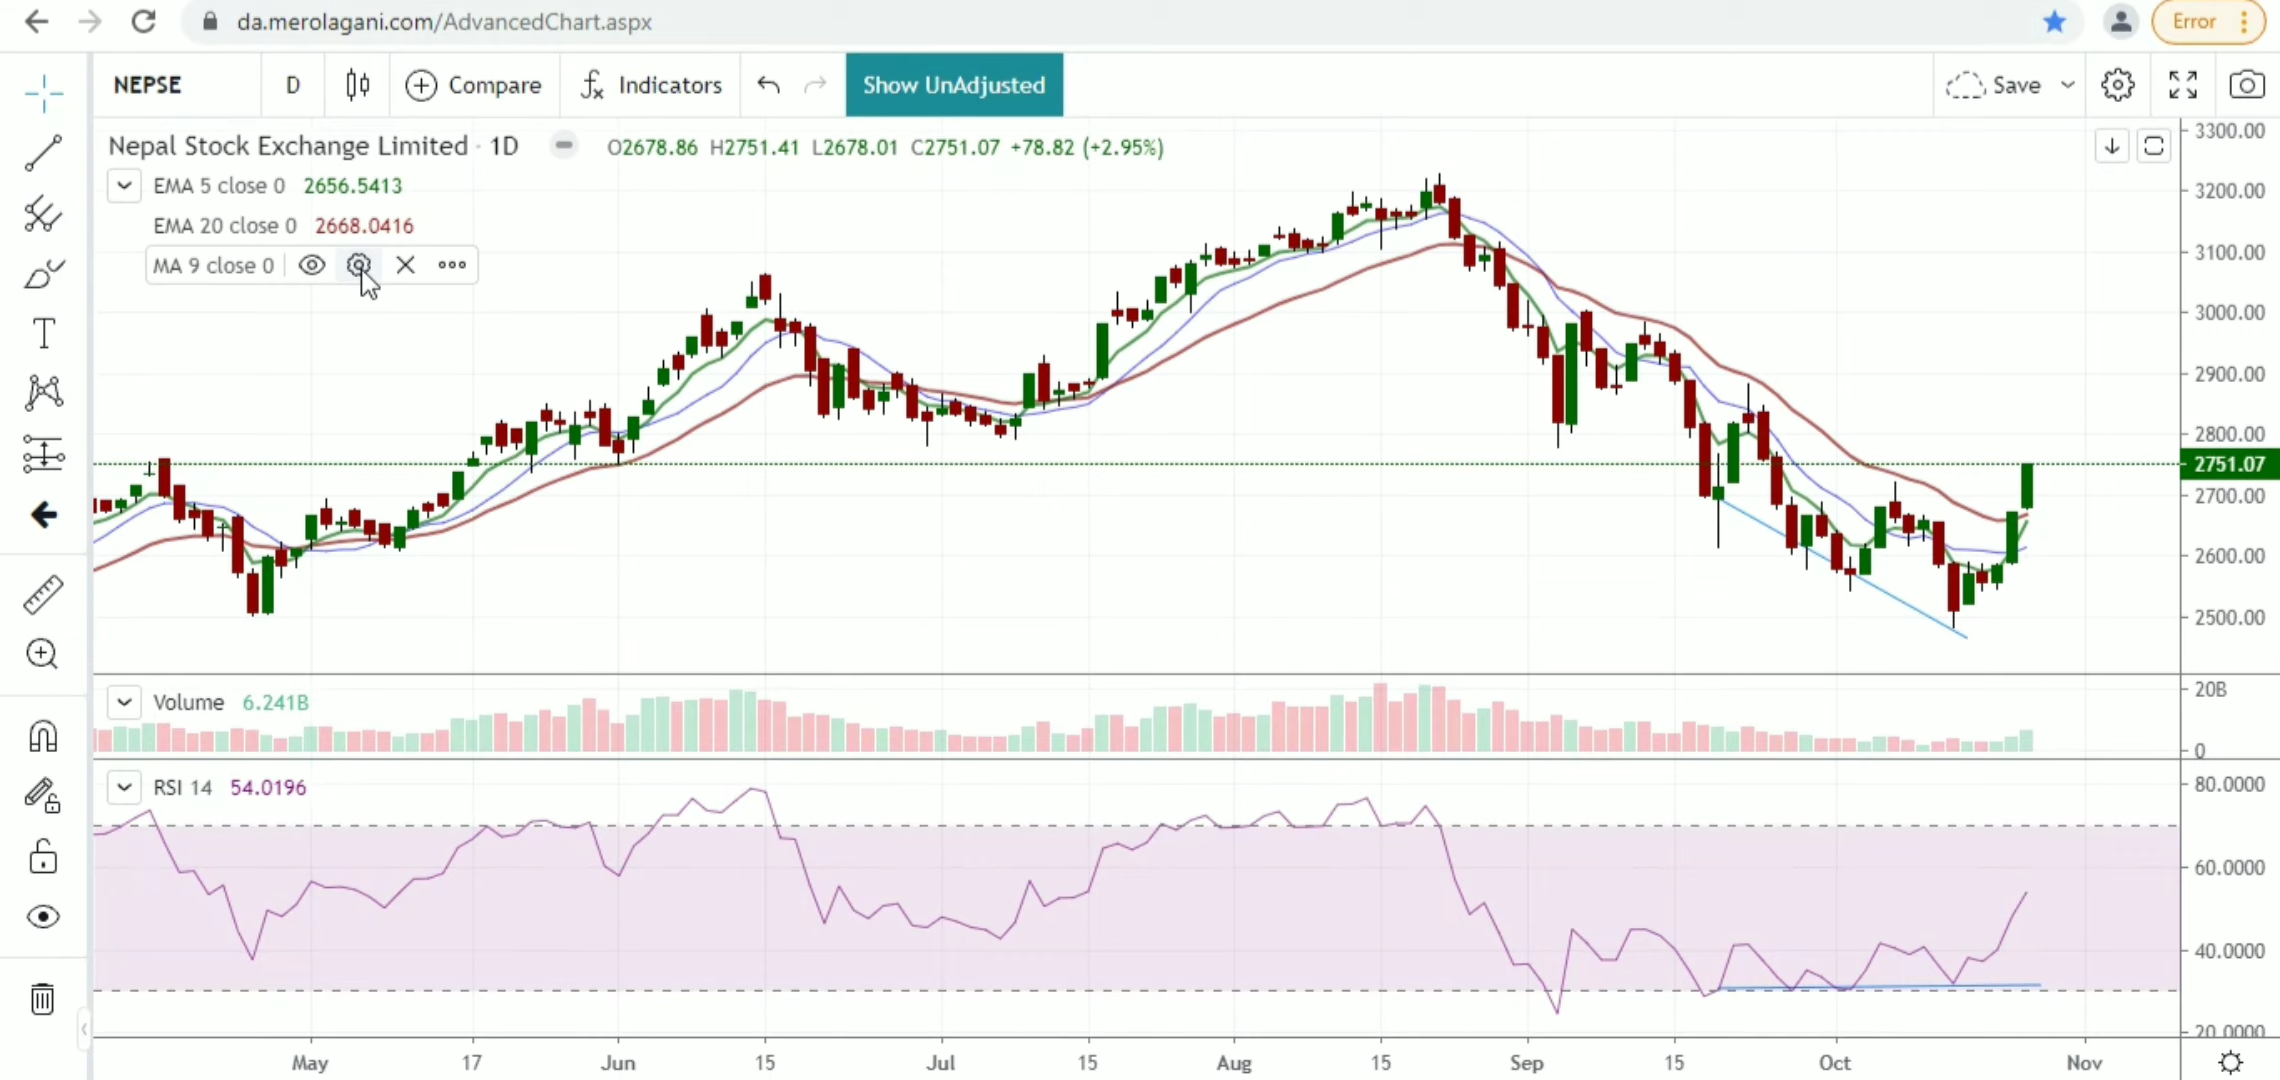 da.merolagani.com/AdvancedChart.aspx Error
NEPSE D Compare Indicators Show UnAdjusted Save
Nepal Stock Exchange Limited · 1D O2678.86 H2751.41 L2678.01 C2751.07 +78.82 (+2.95%)
EMA 5 close 0 2656.5413
EMA 20 close 0 2668.0416
MA 9 close 0
3300.00
3200.00
3100.00
3000.00
2900.00
2800.00
2751.07
2700.00
2600.00
2500.00
Volume 6.241B
20B
0
RSI 14 54.0196
80.0000
60.0000
40.0000
20.0000
May 17 Jun 15 Jul 15 Aug 15 Sep 15 Oct Nov